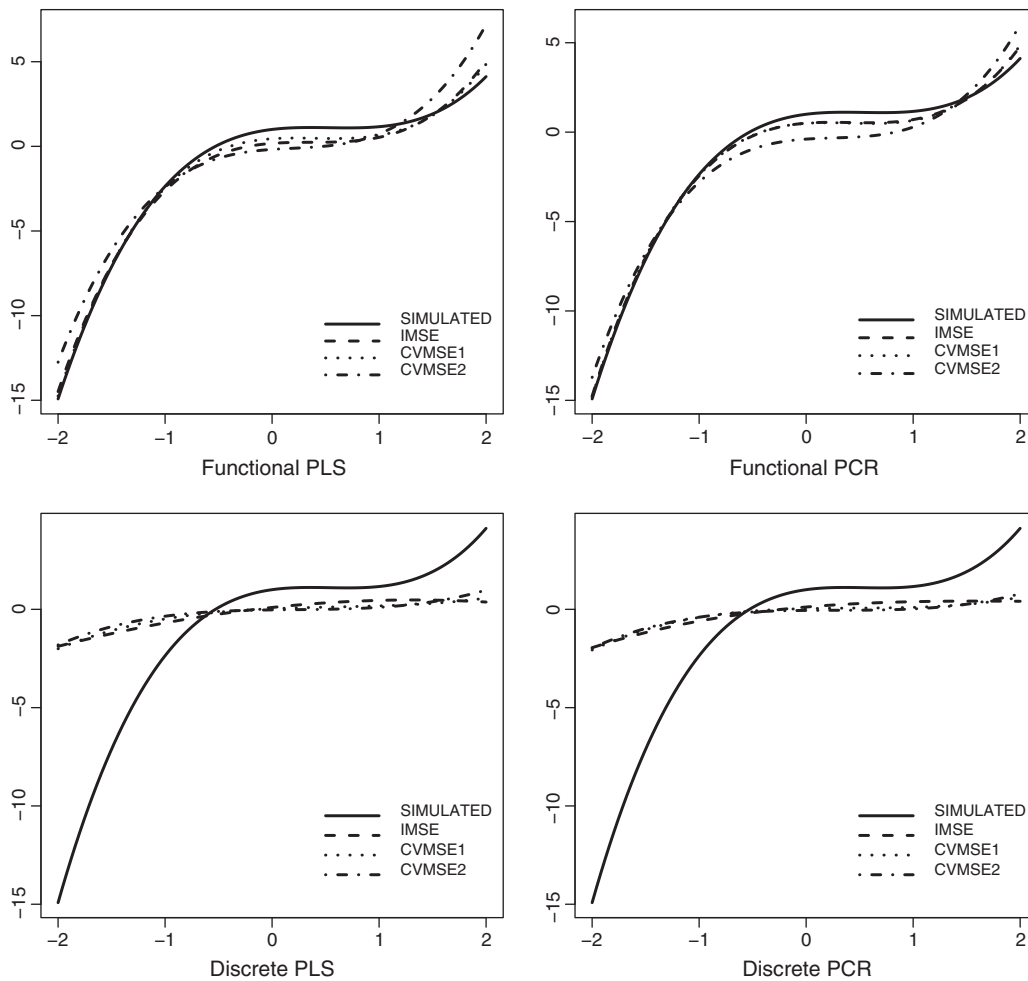 5
0
−5
−10
−15
SIMULATED
IMSE
CVMSE1
CVMSE2
−2 −1 0 1 2
Functional PLS
5
0
−5
−10
−15
SIMULATED
IMSE
CVMSE1
CVMSE2
−2 −1 0 1 2
Functional PCR
0
−5
−10
−15
SIMULATED
IMSE
CVMSE1
CVMSE2
−2 −1 0 1 2
Discrete PLS
0
−5
−10
−15
SIMULATED
IMSE
CVMSE1
CVMSE2
−2 −1 0 1 2
Discrete PCR